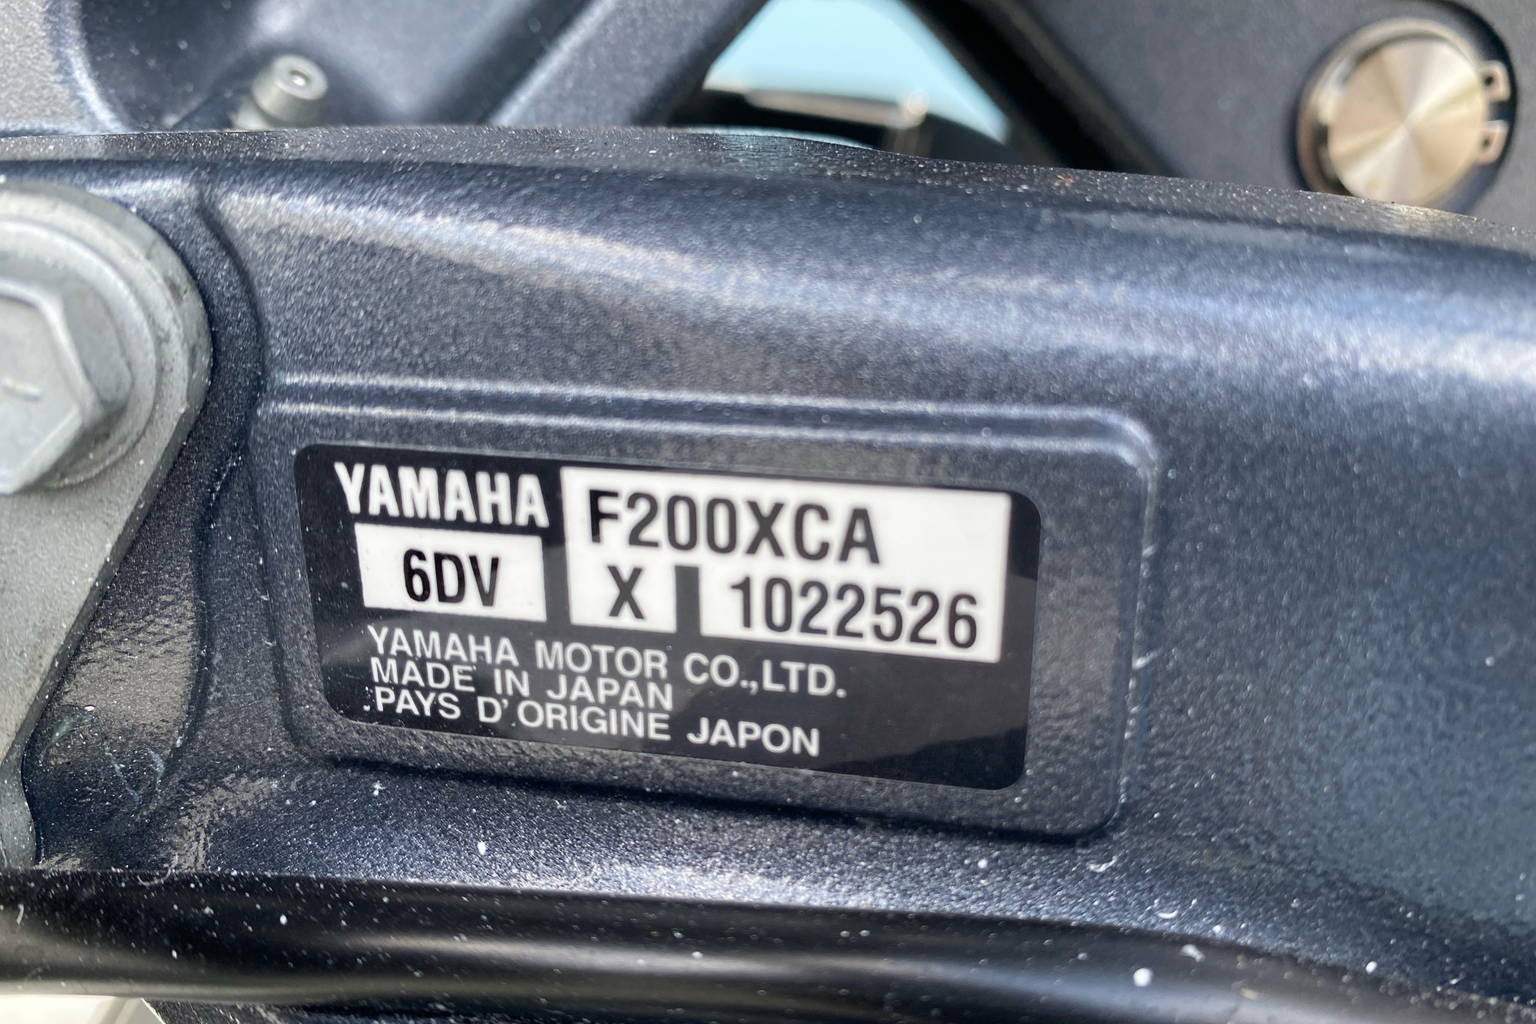 YAMAHA F200XCA
6DV X 1022526
YAMAHA MOTOR CO.,LTD.
MADE IN JAPAN
PAYS D'ORIGINE JAPON